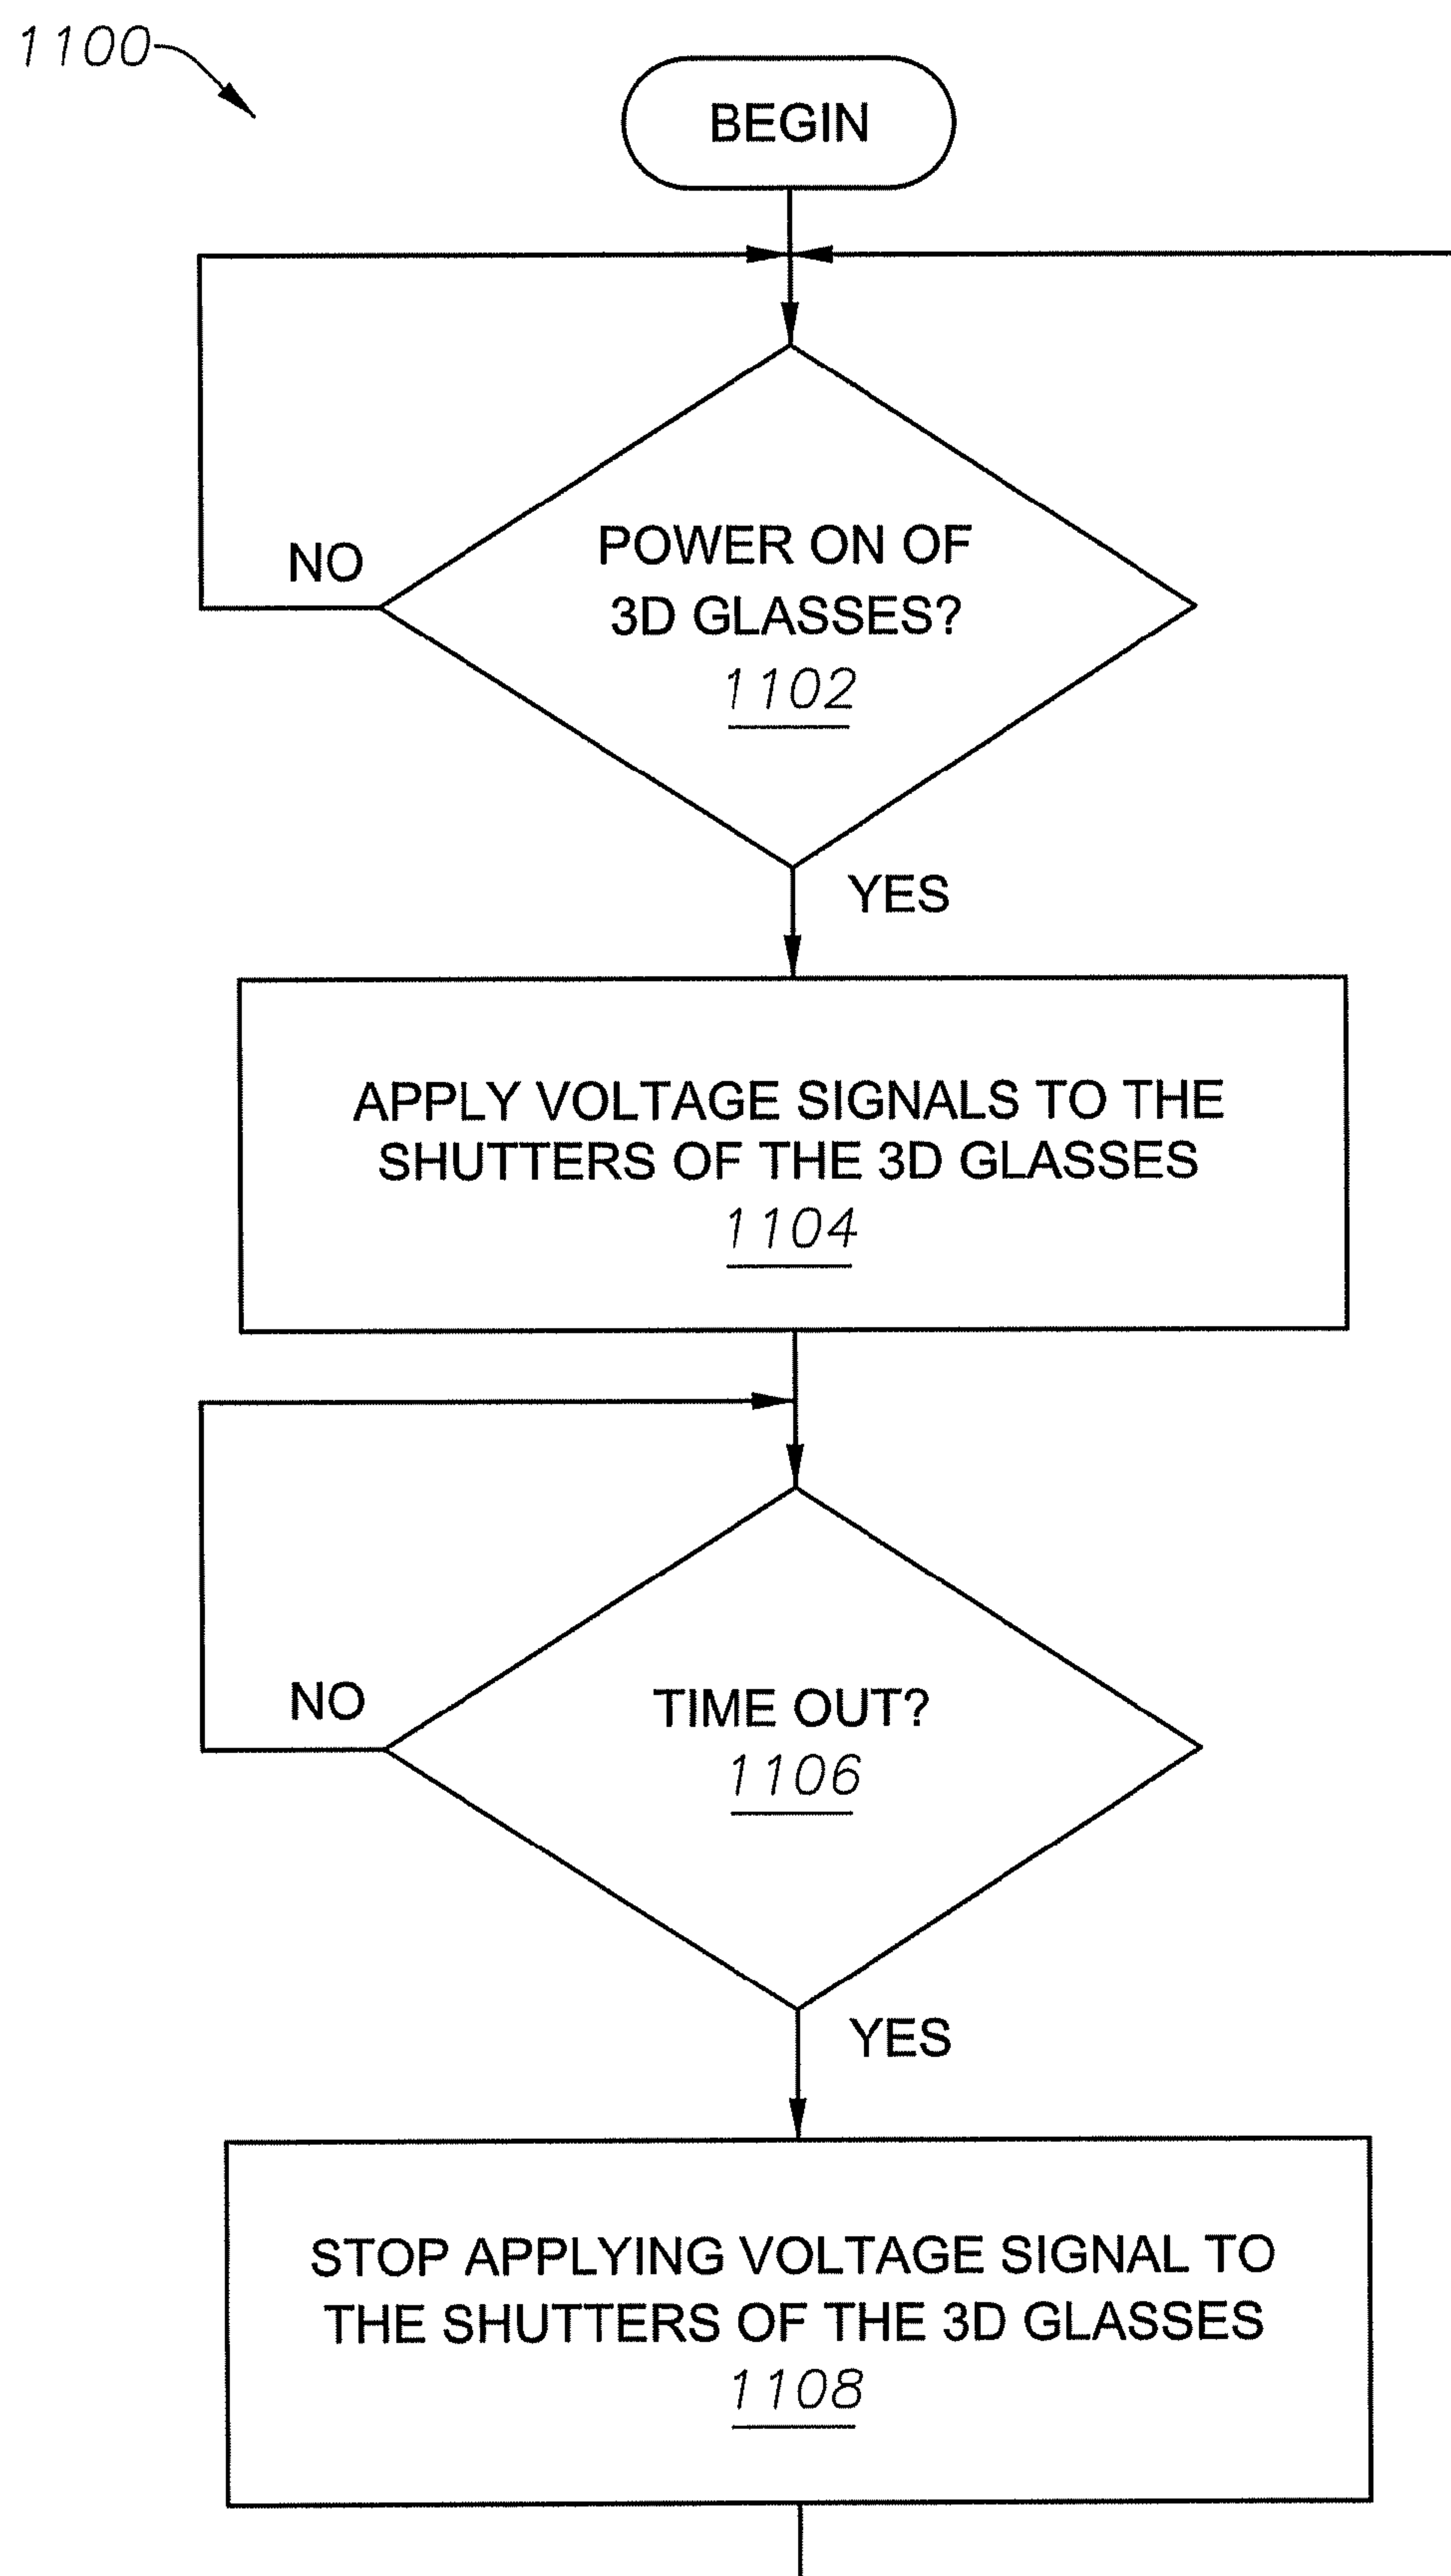 1100
BEGIN
POWER ON OF
3D GLASSES?
1102
NO
YES
APPLY VOLTAGE SIGNALS TO THE
SHUTTERS OF THE 3D GLASSES
1104
TIME OUT?
1106
NO
YES
STOP APPLYING VOLTAGE SIGNAL TO
THE SHUTTERS OF THE 3D GLASSES
1108